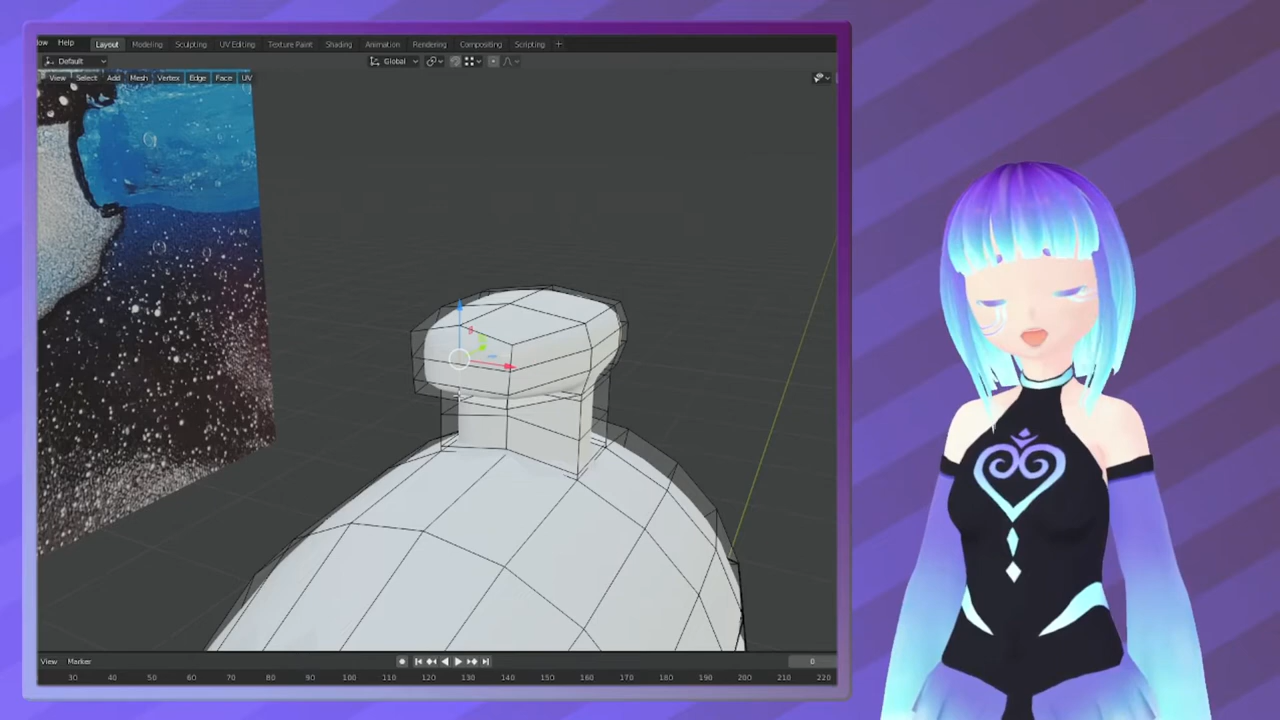 ow Help Layout Modeling Sculpting UV Editing Texture Paint Shading Animation Rendering Compositing Scripting +
Default Global
View Select Add Mesh Vertex Edge Face UV
View Marker 0
30 40 50 60 70 80 90 100 110 120 130 140 150 160 170 180 190 200 210 220